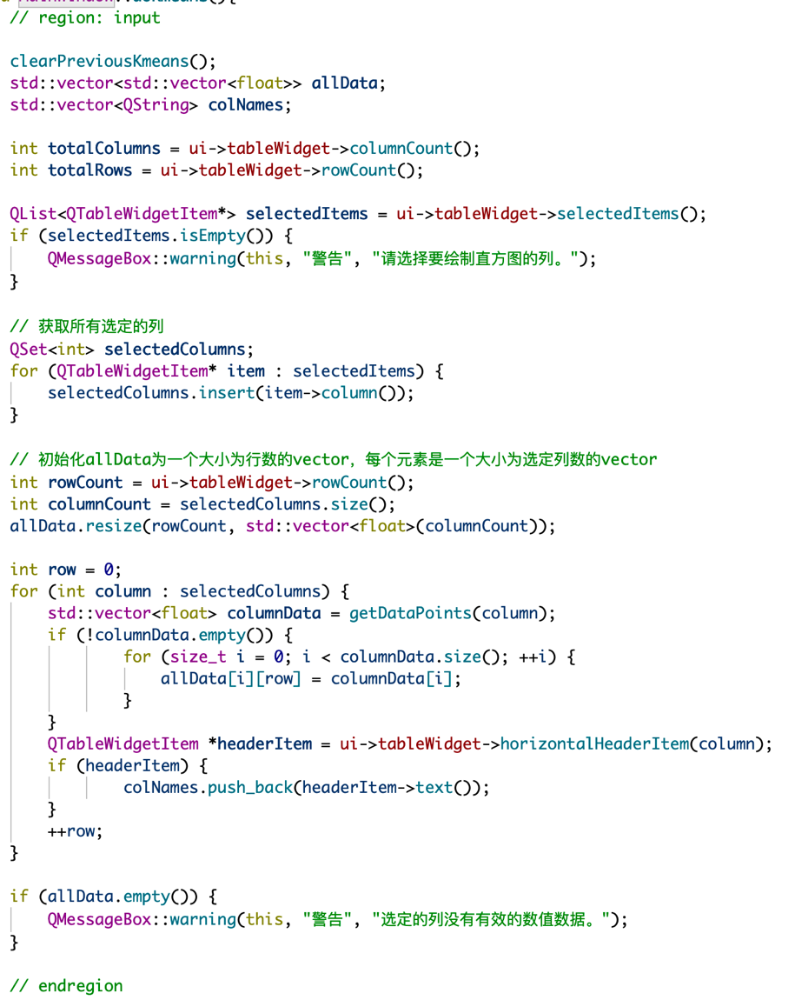 // region: input
clearPreviousKmeans();
std::vector<std::vector<float>> allData;
std::vector<QString> colNames;
int totalColumns = ui->tableWidget->columnCount();
int totalRows = ui->tableWidget->rowCount();
QList<QTableWidgetItem*> selectedItems = ui->tableWidget->selectedItems();
if (selectedItems.isEmpty()) {
QMessageBox::warning(this, "警告", "请选择要绘制直方图的列。");
}
// 获取所有选定的列
QSet<int> selectedColumns;
for (QTableWidgetItem* item : selectedItems) {
selectedColumns.insert(item->column());
}
// 初始化allData为一个大小为行数的vector，每个元素是一个大小为选定列数的vector
int rowCount = ui->tableWidget->rowCount();
int columnCount = selectedColumns.size();
allData.resize(rowCount, std::vector<float>(columnCount));
int row = 0;
for (int column : selectedColumns) {
std::vector<float> columnData = getDataPoints(column);
if (!columnData.empty()) {
for (size_t i = 0; i < columnData.size(); ++i) {
allData[i][row] = columnData[i];
}
}
QTableWidgetItem *headerItem = ui->tableWidget->horizontalHeaderItem(column);
if (headerItem) {
colNames.push_back(headerItem->text());
}
++row;
}
if (allData.empty()) {
QMessageBox::warning(this, "警告", "选定的列没有有效的数值数据。");
}
// endregion